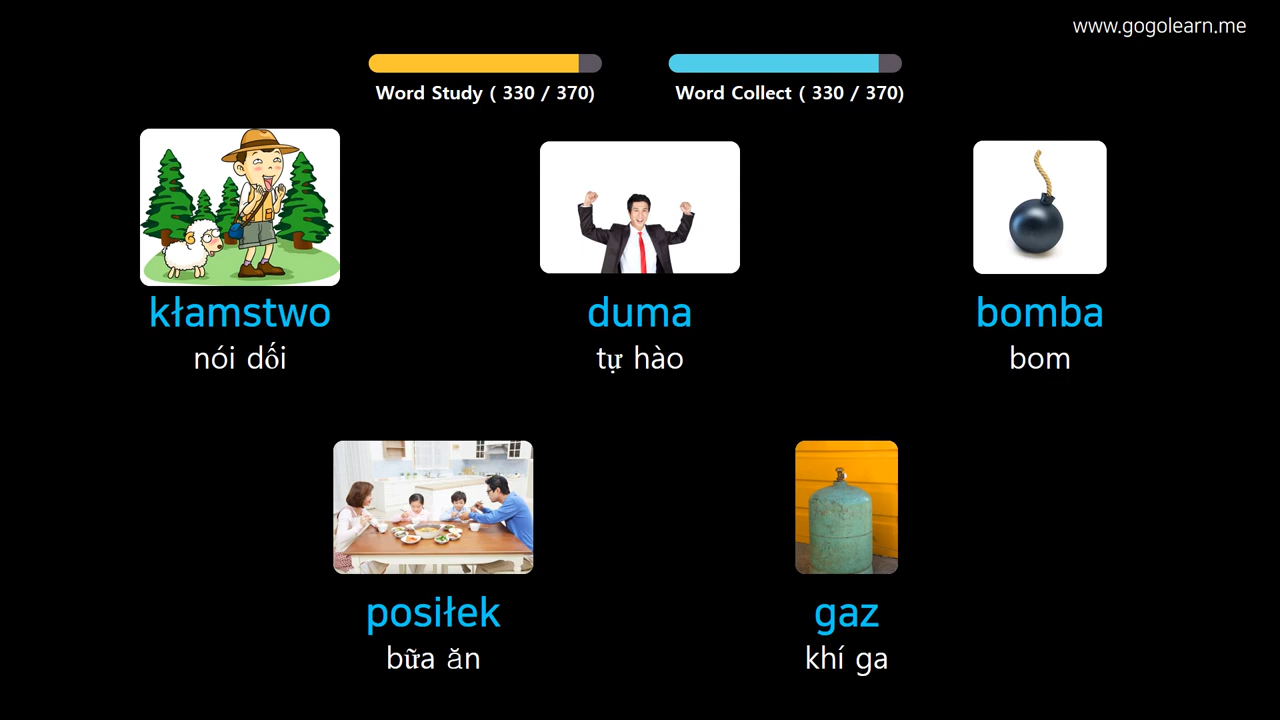 www.gogolearn.me
Word Study ( 330 / 370)
Word Collect ( 330 / 370)
kłamstwo
nói dối
duma
tự hào
bomba
bom
posiłek
bữa ăn
gaz
khí ga